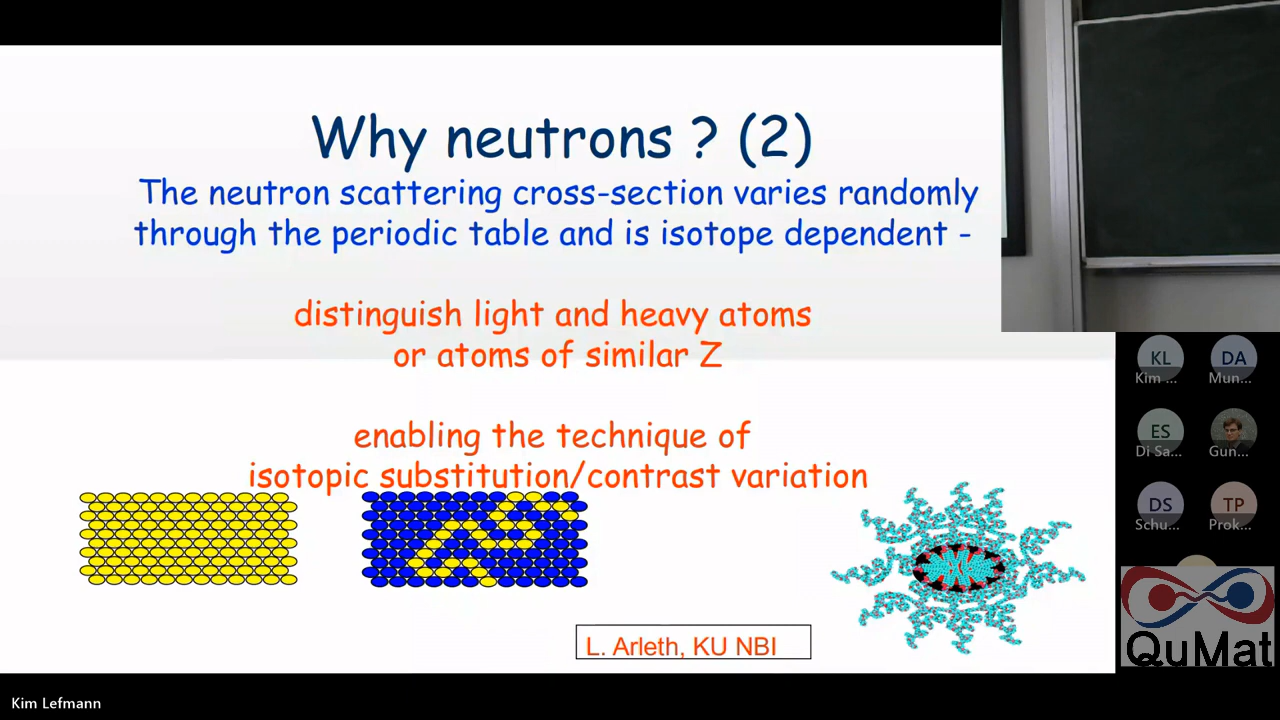 Why neutrons ? (2)
The neutron scattering cross-section varies randomly
through the periodic table and is isotope dependent -
distinguish light and heavy atoms
or atoms of similar Z
enabling the technique of
isotopic substitution/contrast variation
L. Arleth, KU NBI
KL
Kim ...
DA
Mun...
ES
Di Sa...
Gun...
DS
Schu...
TP
Prok...
QuMat
Kim Lefmann